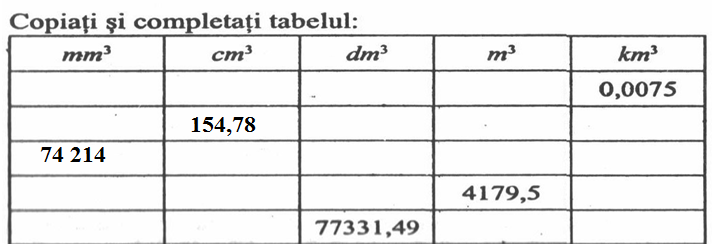 Copiați și completați tabelul:
mm³ cm³ dm³ m³ km³
0,0075
154,78
74 214
4179,5
77331,49